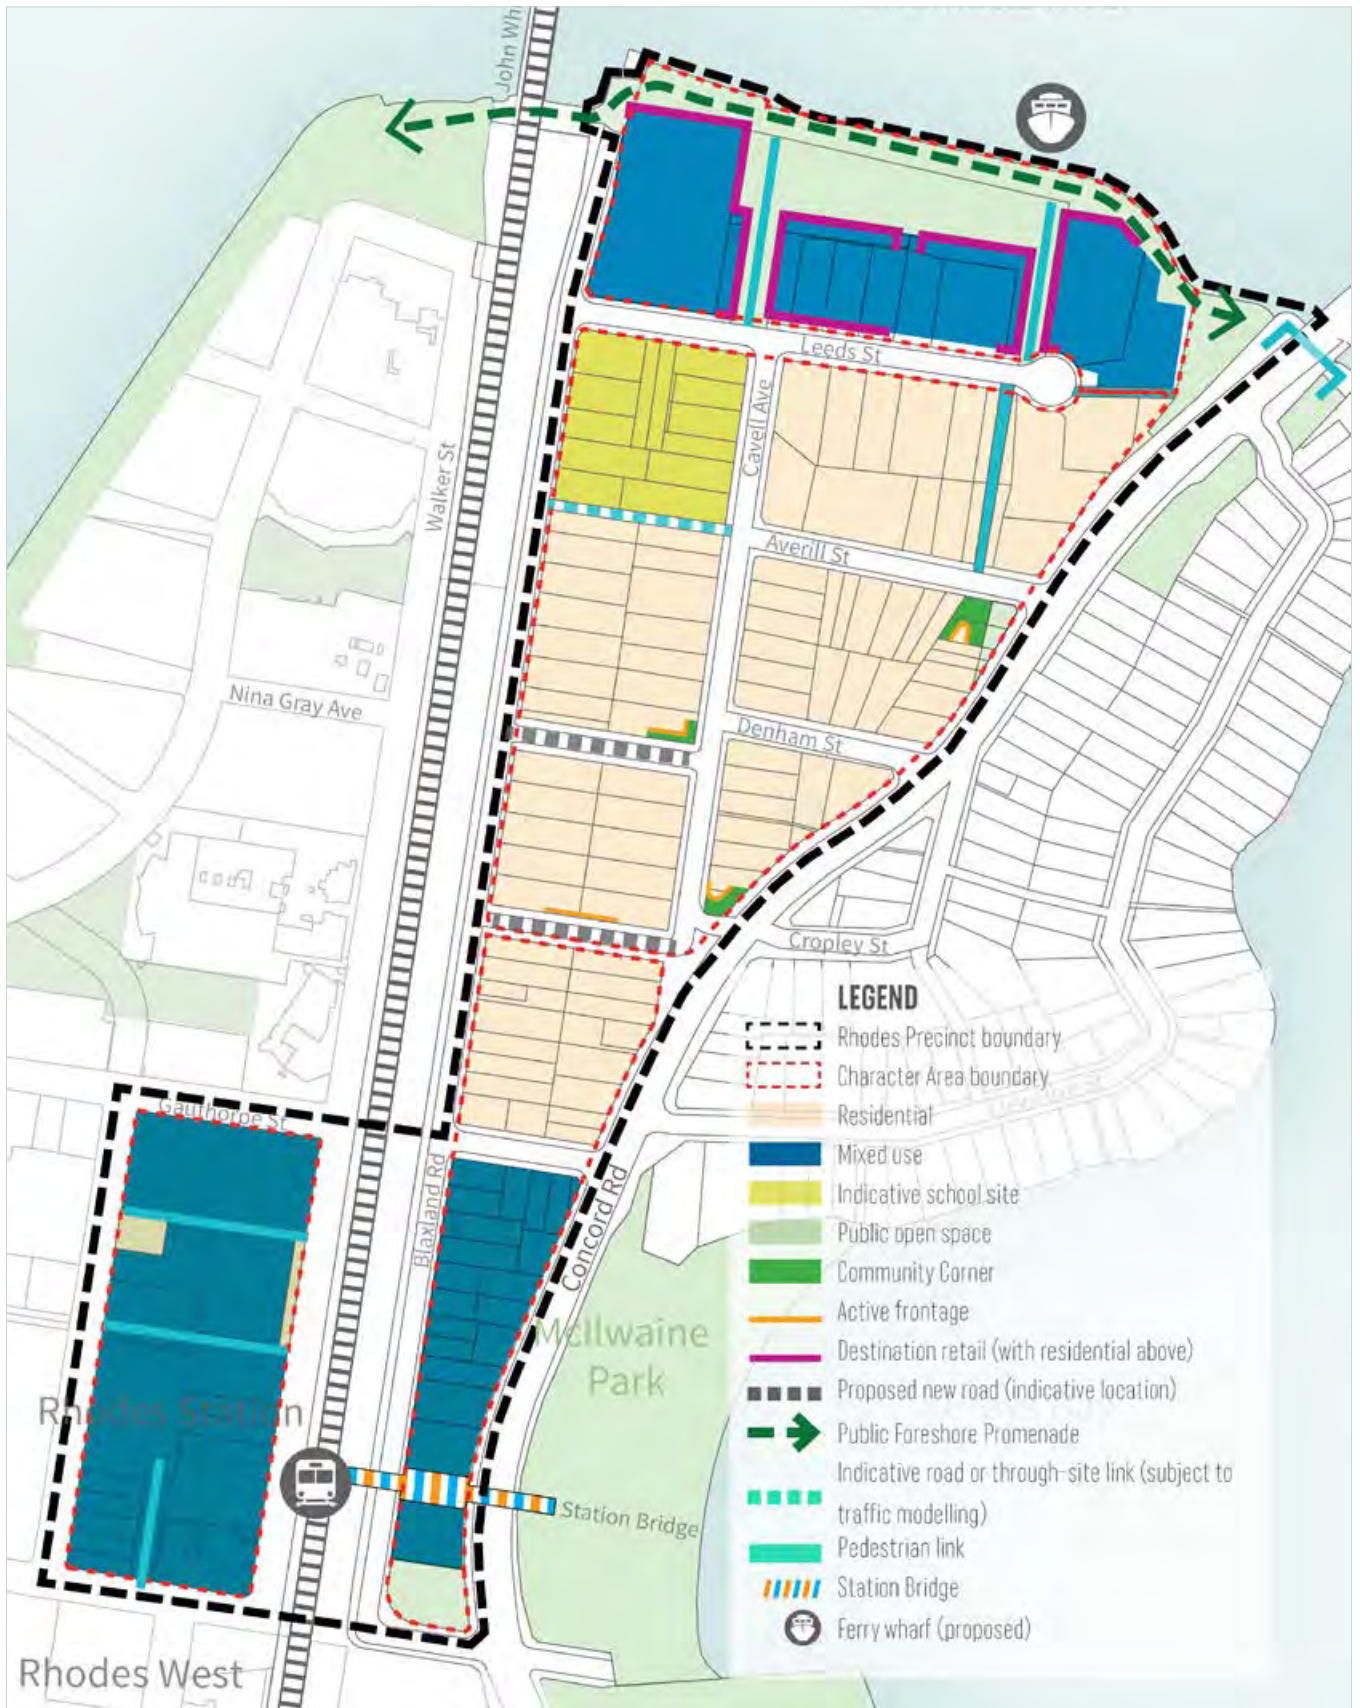 John Wh
Leeds St
Cavell Ave
Walker St
Averill St
Nina Gray Ave
Denham St
Cropley St
Gauthorpe St
Blaxland Rd
Concord Rd
McIlwaine
Park
Rhodes Station
Station Bridge
Rhodes West
LEGEND
Rhodes Precinct boundary
Character Area boundary
Residential
Mixed use
Indicative school site
Public open space
Community Corner
Active frontage
Destination retail (with residential above)
Proposed new road (indicative location)
Public Foreshore Promenade
Indicative road or through-site link (subject to
traffic modelling)
Pedestrian link
Station Bridge
Ferry wharf (proposed)